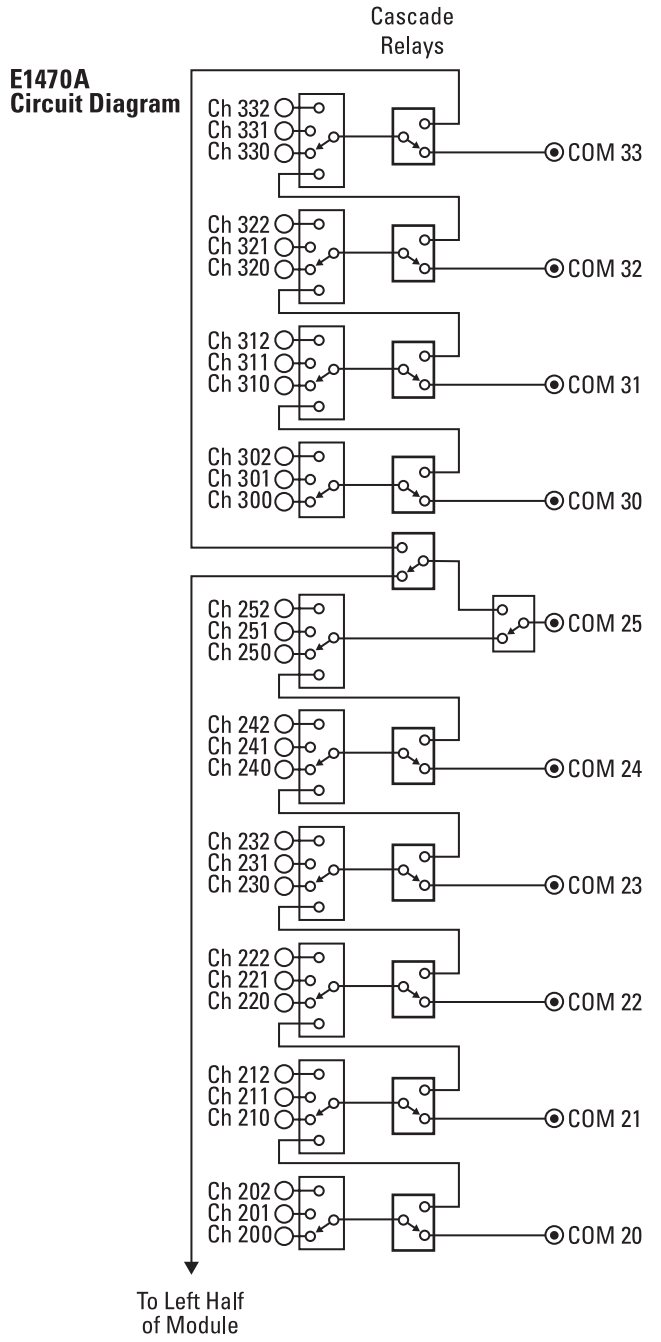 Cascade
Relays
E1470A
Circuit Diagram
Ch 332
Ch 331
Ch 330
COM 33
Ch 322
Ch 321
Ch 320
COM 32
Ch 312
Ch 311
Ch 310
COM 31
Ch 302
Ch 301
Ch 300
COM 30
Ch 252
Ch 251
Ch 250
COM 25
Ch 242
Ch 241
Ch 240
COM 24
Ch 232
Ch 231
Ch 230
COM 23
Ch 222
Ch 221
Ch 220
COM 22
Ch 212
Ch 211
Ch 210
COM 21
Ch 202
Ch 201
Ch 200
COM 20
To Left Half
of Module